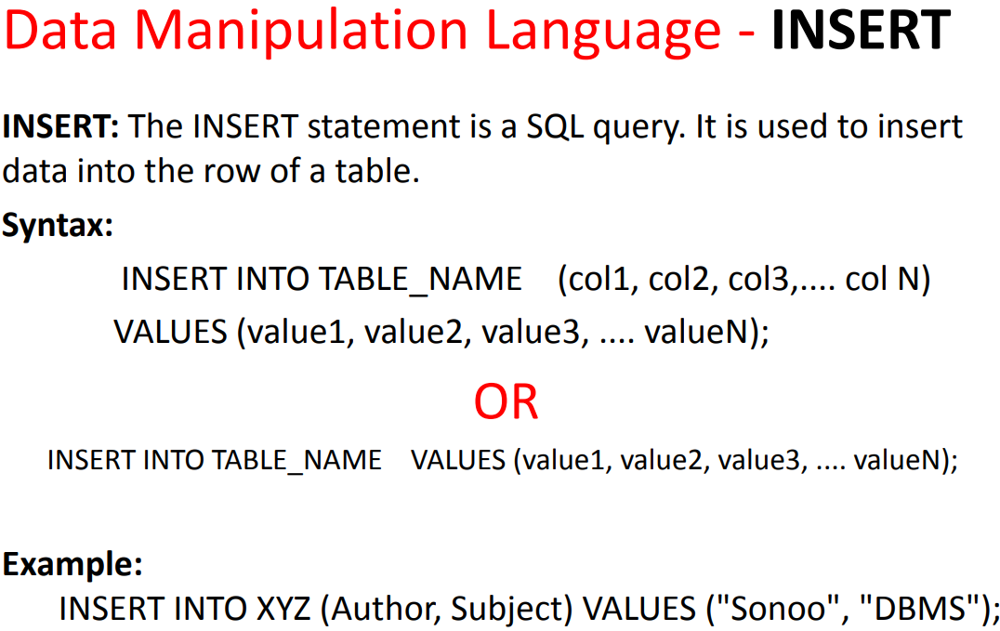 Data Manipulation Language - INSERT
INSERT: The INSERT statement is a SQL query. It is used to insert
data into the row of a table.
Syntax:
INSERT INTO TABLE_NAME (col1, col2, col3,.... col N)
VALUES (value1, value2, value3, .... valueN);
OR
INSERT INTO TABLE_NAME VALUES (value1, value2, value3, .... valueN);
Example:
INSERT INTO XYZ (Author, Subject) VALUES ("Sonoo", "DBMS");